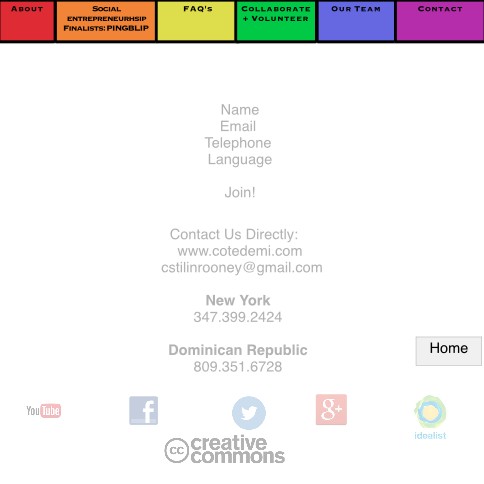 About
Social
entrepreneurhsip
Finalists: PINGBLIP
FAQ's
Collaborate
+ Volunteer
Our Team
Contact
Name
Email
Telephone
Language
Join!
Contact Us Directly:
www.cotedemi.com
cstilinrooney@gmail.com
New York
347.399.2424
Dominican Republic
809.351.6728
Home
YouTube
f
g+
idealist
cc creative
commons